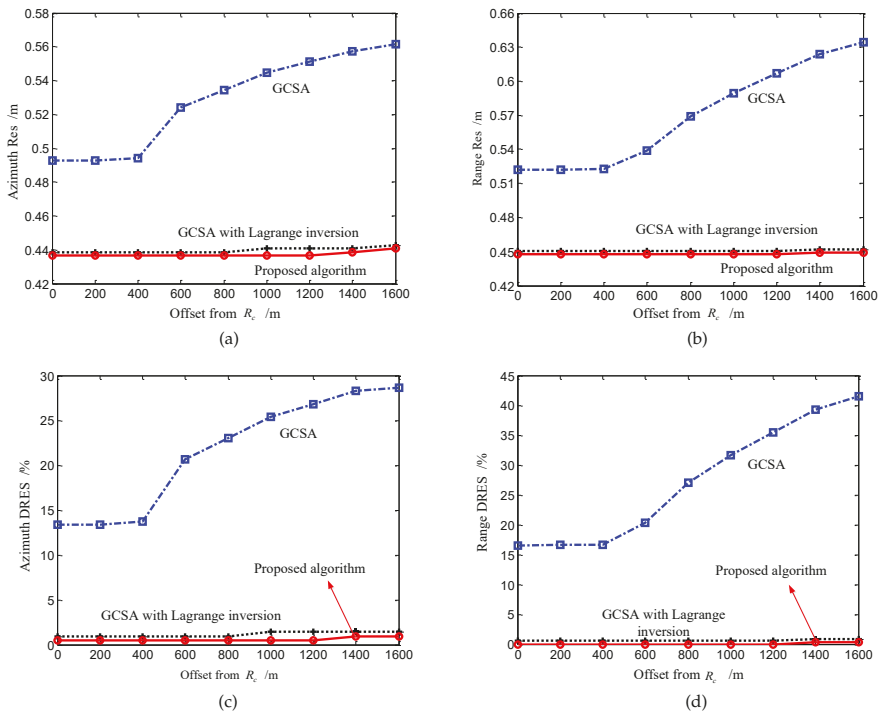 0.58
0.56
0.54
0.52
0.5
0.48
0.46
0.44
0.42
Azimuth Res /m
GCSA
GCSA with Lagrange inversion
Proposed algorithm
0 200 400 600 800 1000 1200 1400 1600
Offset from R_c /m
(a)
0.66
0.63
0.6
0.57
0.54
0.51
0.48
0.45
0.42
Range Res /m
GCSA
GCSA with Lagrange inversion
Proposed algorithm
0 200 400 600 800 1000 1200 1400 1600
Offset from R_c /m
(b)
30
25
20
15
10
5
0
Azimuth DRES /%
GCSA
Proposed algorithm
GCSA with Lagrange inversion
0 200 400 600 800 1000 1200 1400 1600
Offset from R_c /m
(c)
45
40
35
30
25
20
15
10
5
0
Range DRES /%
GCSA
Proposed algorithm
GCSA with Lagrange
inversion
0 200 400 600 800 1000 1200 1400 1600
Offset from R_c /m
(d)